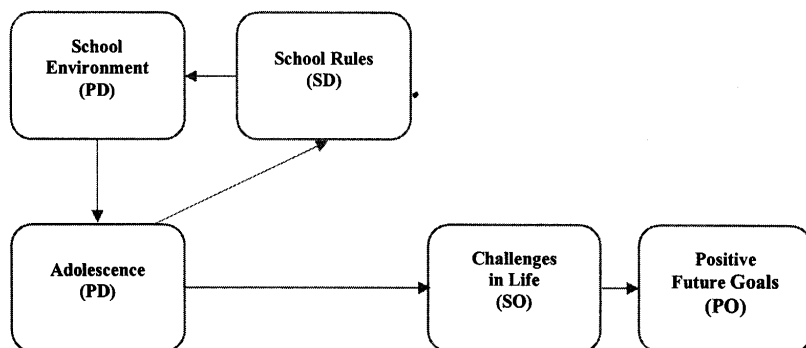 School
Environment
(PD)
School Rules
(SD)
Adolescence
(PD)
Challenges
in Life
(SO)
Positive
Future Goals
(PO)